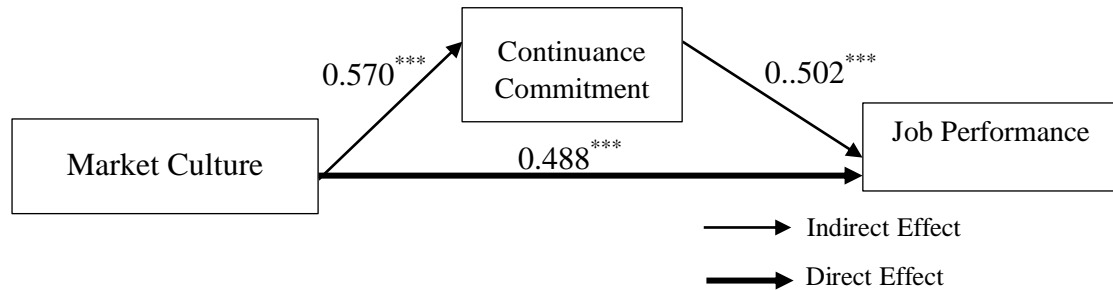 Continuance
Commitment
0.570***
0..502***
Market Culture
Job Performance
0.488***
Indirect Effect
Direct Effect